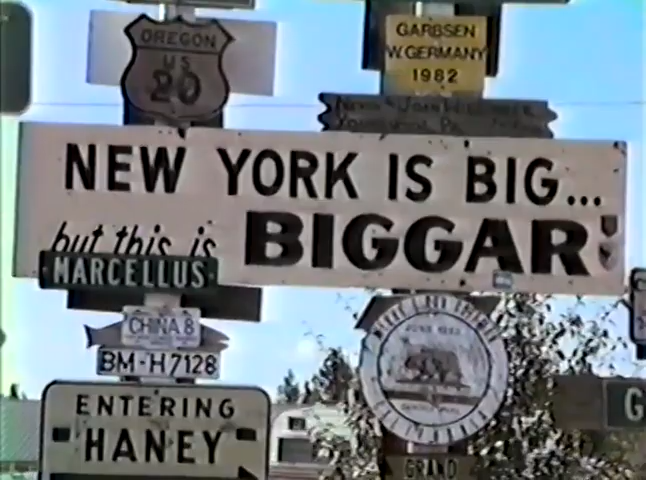 OREGON
US
20
GARBSEN
W.GERMANY
1982
NEW YORK IS BIG...
but this is BIGGAR
MARCELLUS
CHINA 8
BM-H7128
ENTERING
HANEY
GRAND
G